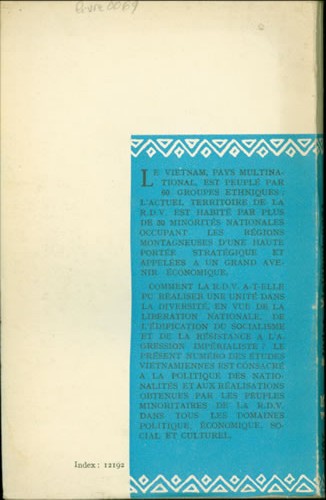 Livre 0069
LE VIETNAM, PAYS MULTINA-
TIONAL, EST PEUPLÉ PAR
60 GROUPES ETHNIQUES :
L'ACTUEL TERRITOIRE DE LA
R.D.V. EST HABITÉ PAR PLUS
DE 20 MINORITÉS NATIONALES
OCCUPANT LES RÉGIONS
MONTAGNEUSES D'UNE HAUTE
PORTÉE STRATÉGIQUE ET
APPELÉES A UN GRAND AVE-
NIR ÉCONOMIQUE.
COMMENT LA R.D.V. A-T-ELLE
PU RÉALISER UNE UNITÉ DANS
LA DIVERSITÉ, EN VUE DE LA
LIBÉRATION NATIONALE, DE
L'ÉDIFICATION DU SOCIALISME
ET DE LA RÉSISTANCE A L'A-
GRESSION IMPÉRIALISTE ? LE
PRÉSENT NUMÉRO DES ÉTUDES
VIETNAMIENNES EST CONSACRÉ
A LA POLITIQUE DES NATIO-
NALITÉS ET AUX RÉALISATIONS
OBTENUES PAR LES PEUPLES
MINORITAIRES DE LA R.D.V.
DANS TOUS LES DOMAINES
POLITIQUE, ÉCONOMIQUE, SO-
CIAL ET CULTUREL.
Index : 12192